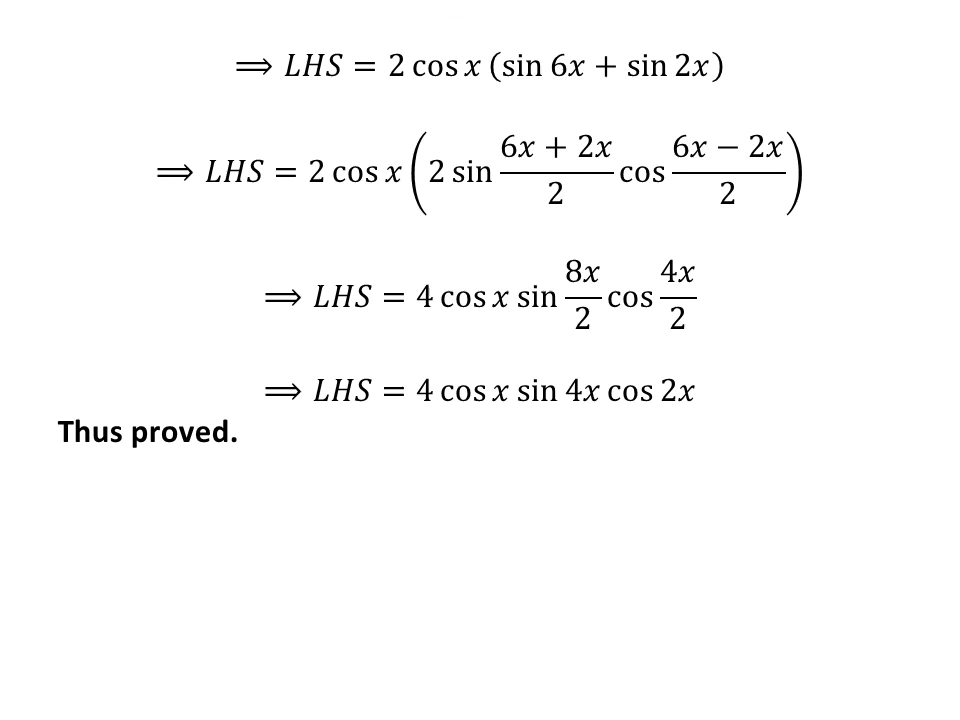 ⟹ LHS = 2 cos x (sin 6x + sin 2x)
⟹ LHS = 2 cos x (2 sin (6x + 2x)/2 cos (6x − 2x)/2)
⟹ LHS = 4 cos x sin 8x/2 cos 4x/2
⟹ LHS = 4 cos x sin 4x cos 2x
Thus proved.